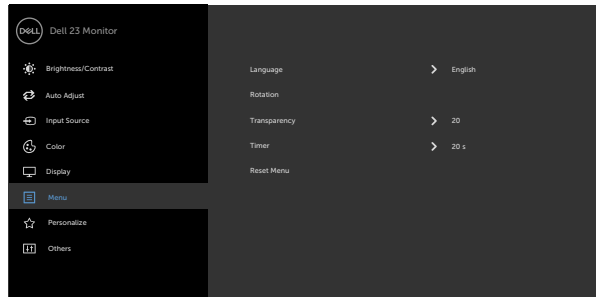 DELL Dell 23 Monitor
Brightness/Contrast
Auto Adjust
Input Source
Color
Display
Menu
Personalize
Others
Language English
Rotation
Transparency 20
Timer 20 s
Reset Menu